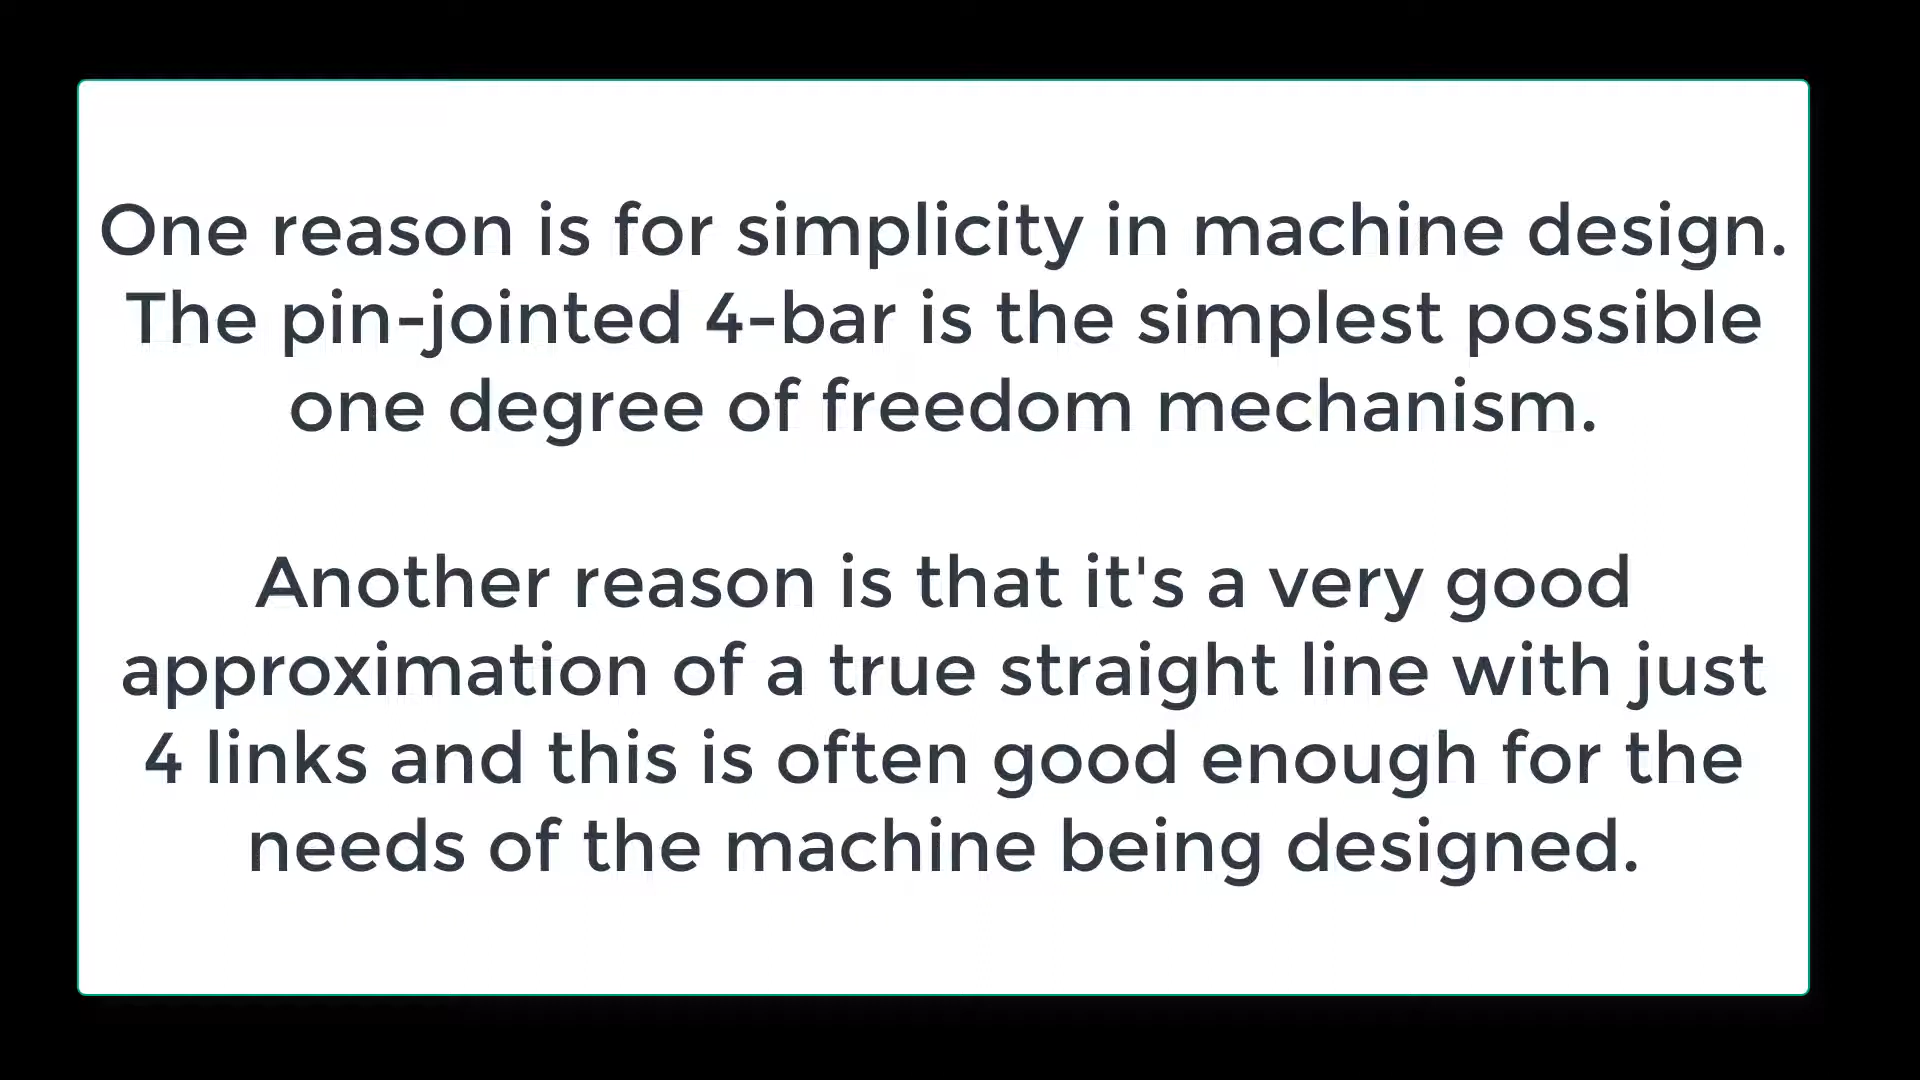 One reason is for simplicity in machine design.
The pin-jointed 4-bar is the simplest possible
one degree of freedom mechanism.
Another reason is that it's a very good
approximation of a true straight line with just
4 links and this is often good enough for the
needs of the machine being designed.